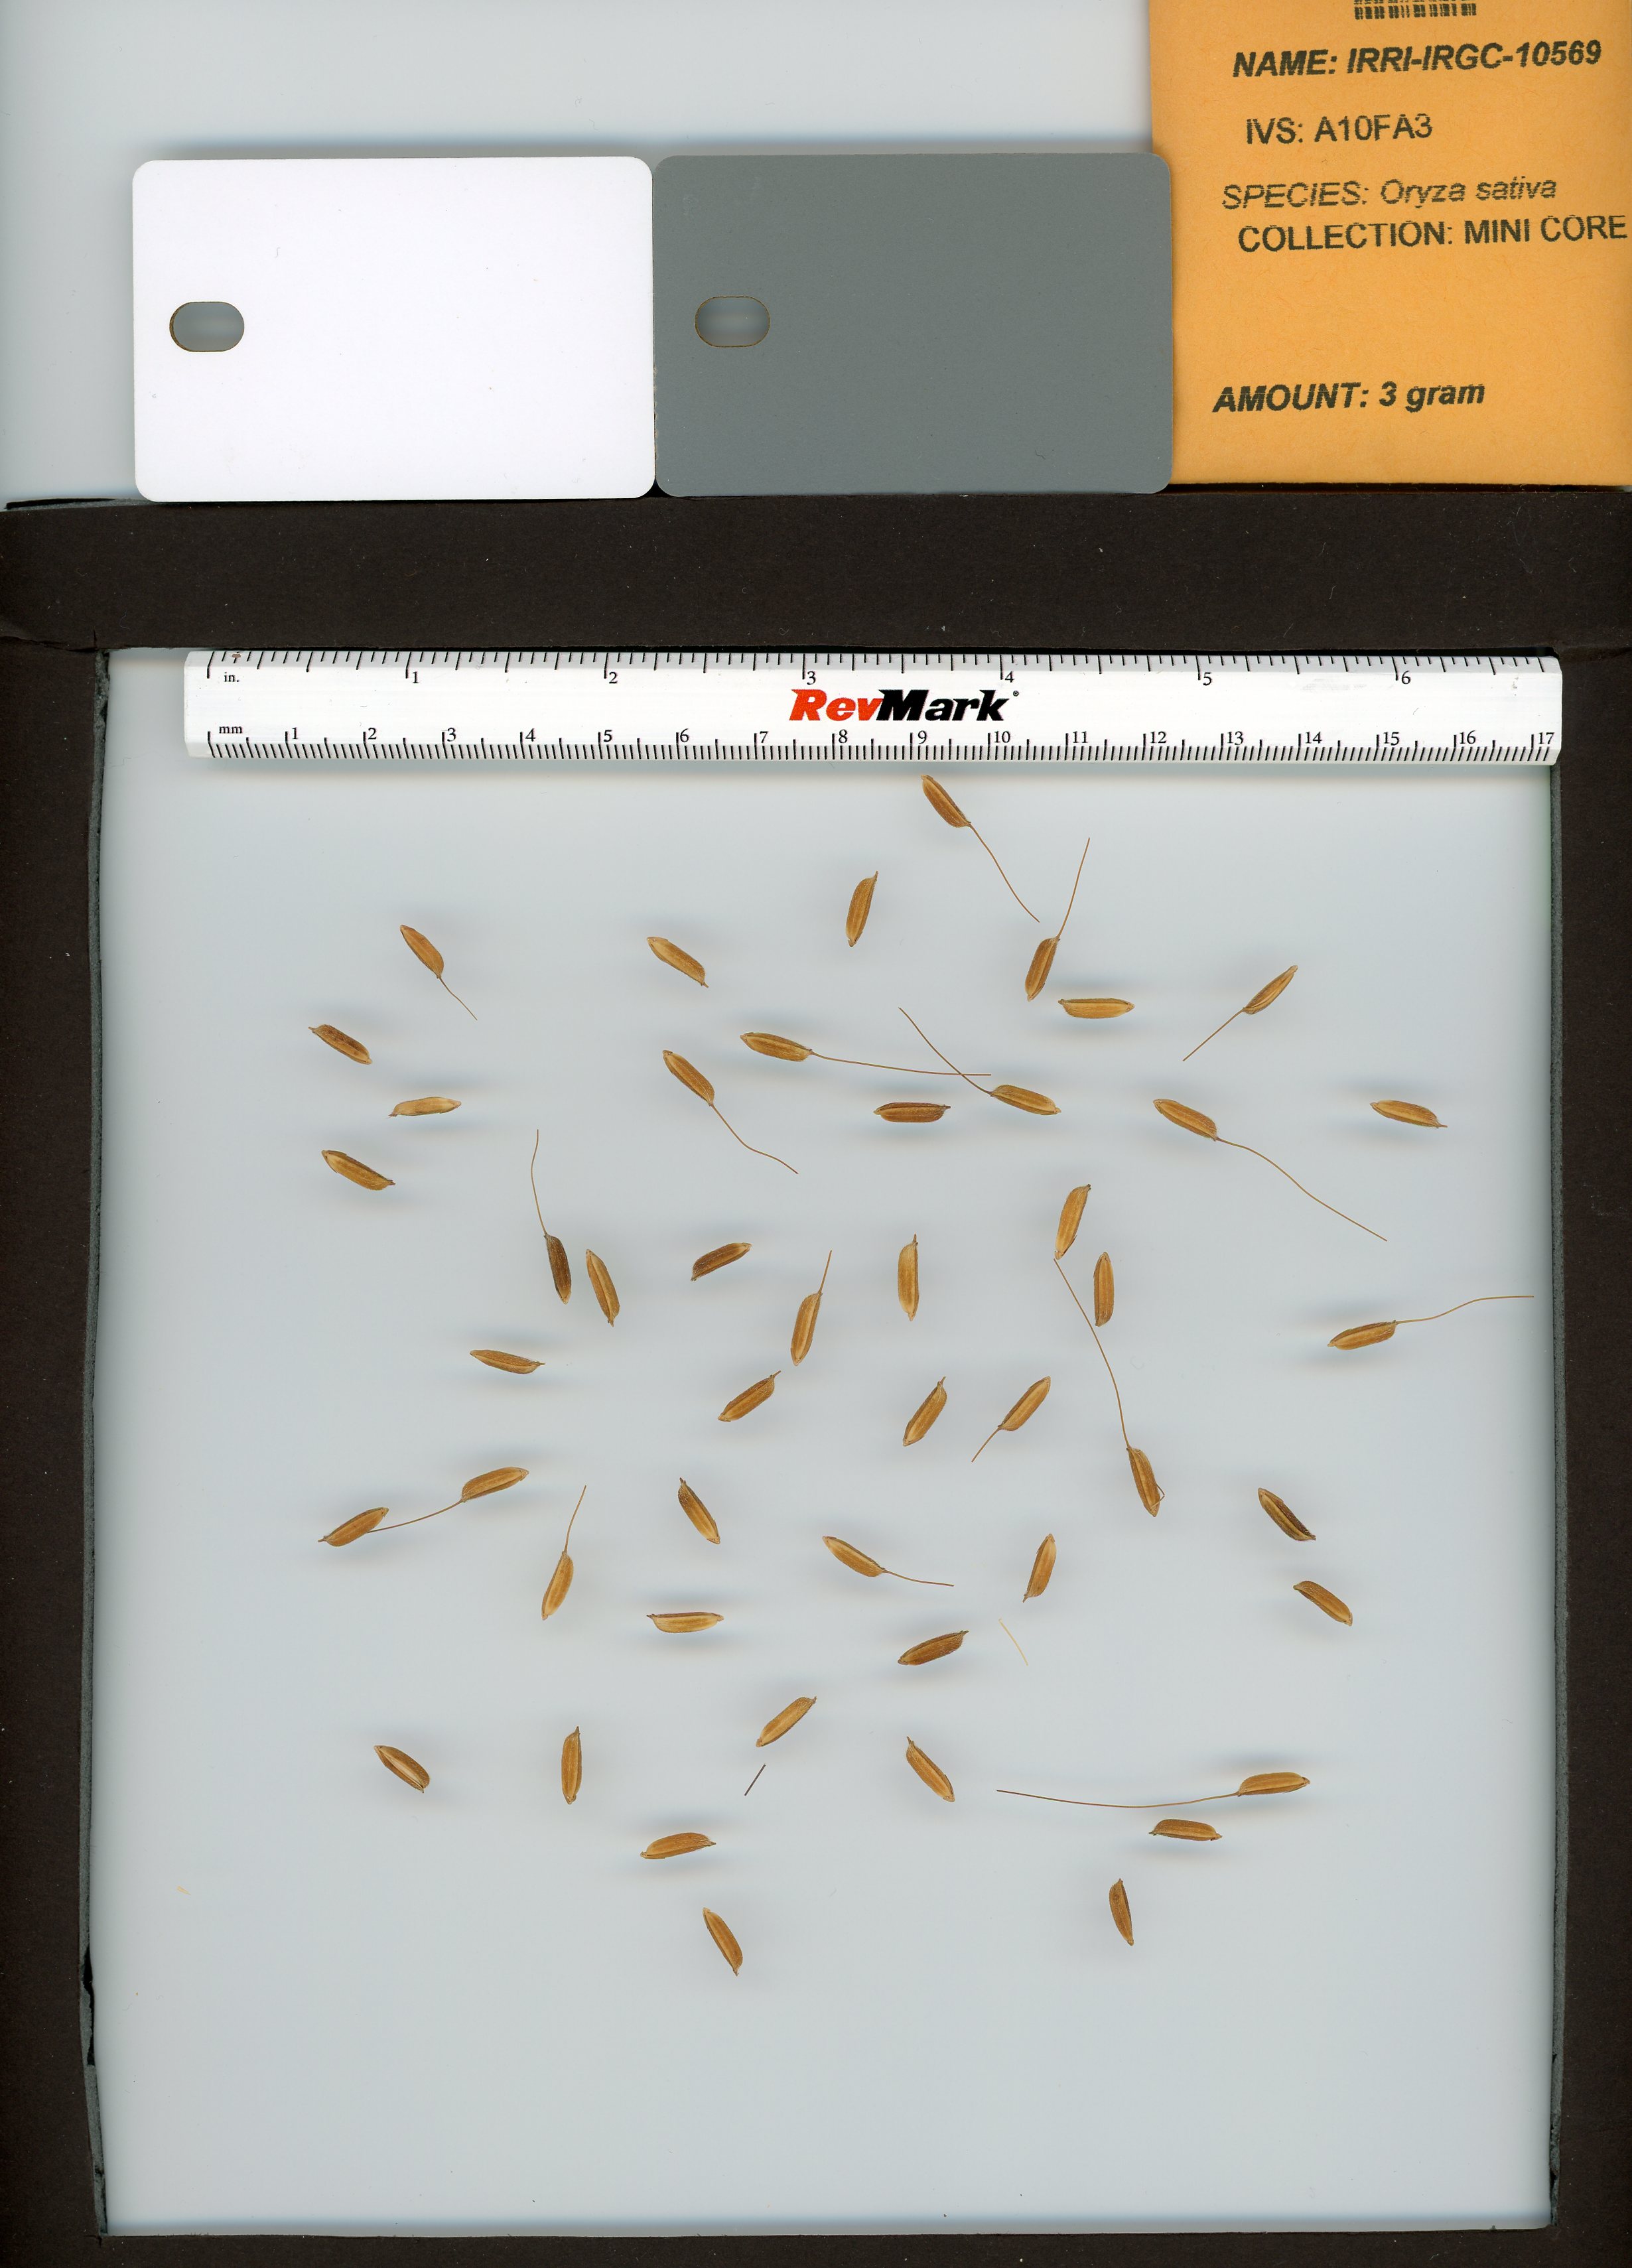 NAME: IRRI-IRGC-10569
IVS: A10FA3
SPECIES: Oryza sativa
COLLECTION: MINI CORE
AMOUNT: 3 gram
in. 1 2 3 4 5 6
RevMark
mm 1 2 3 4 5 6 7 8 9 10 11 12 13 14 15 16 17